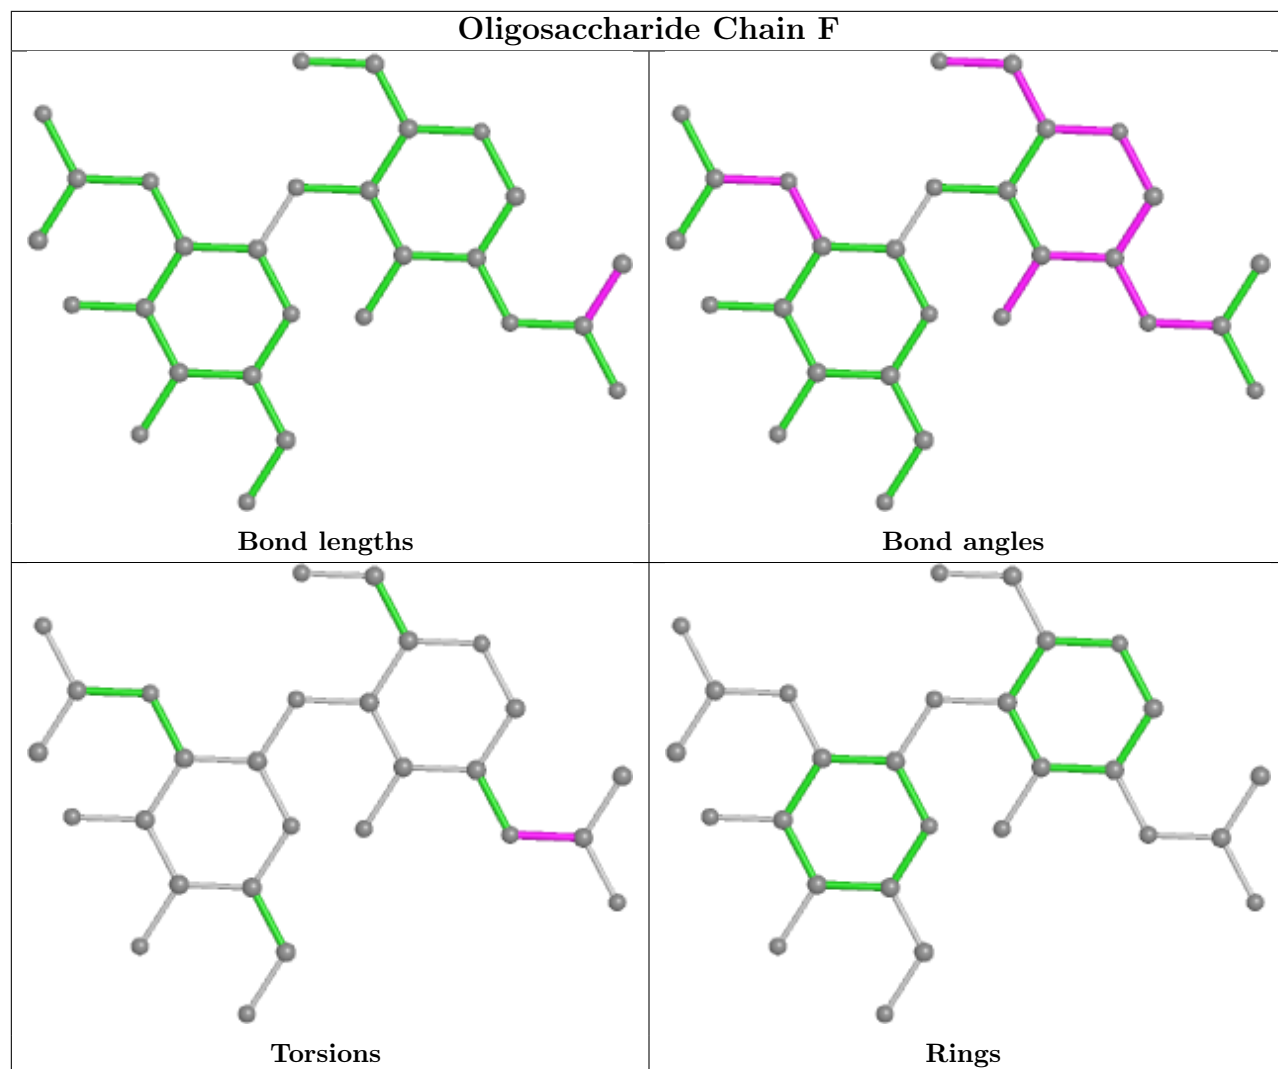 Oligosaccharide Chain F
Bond lengths
Bond angles
Torsions
Rings